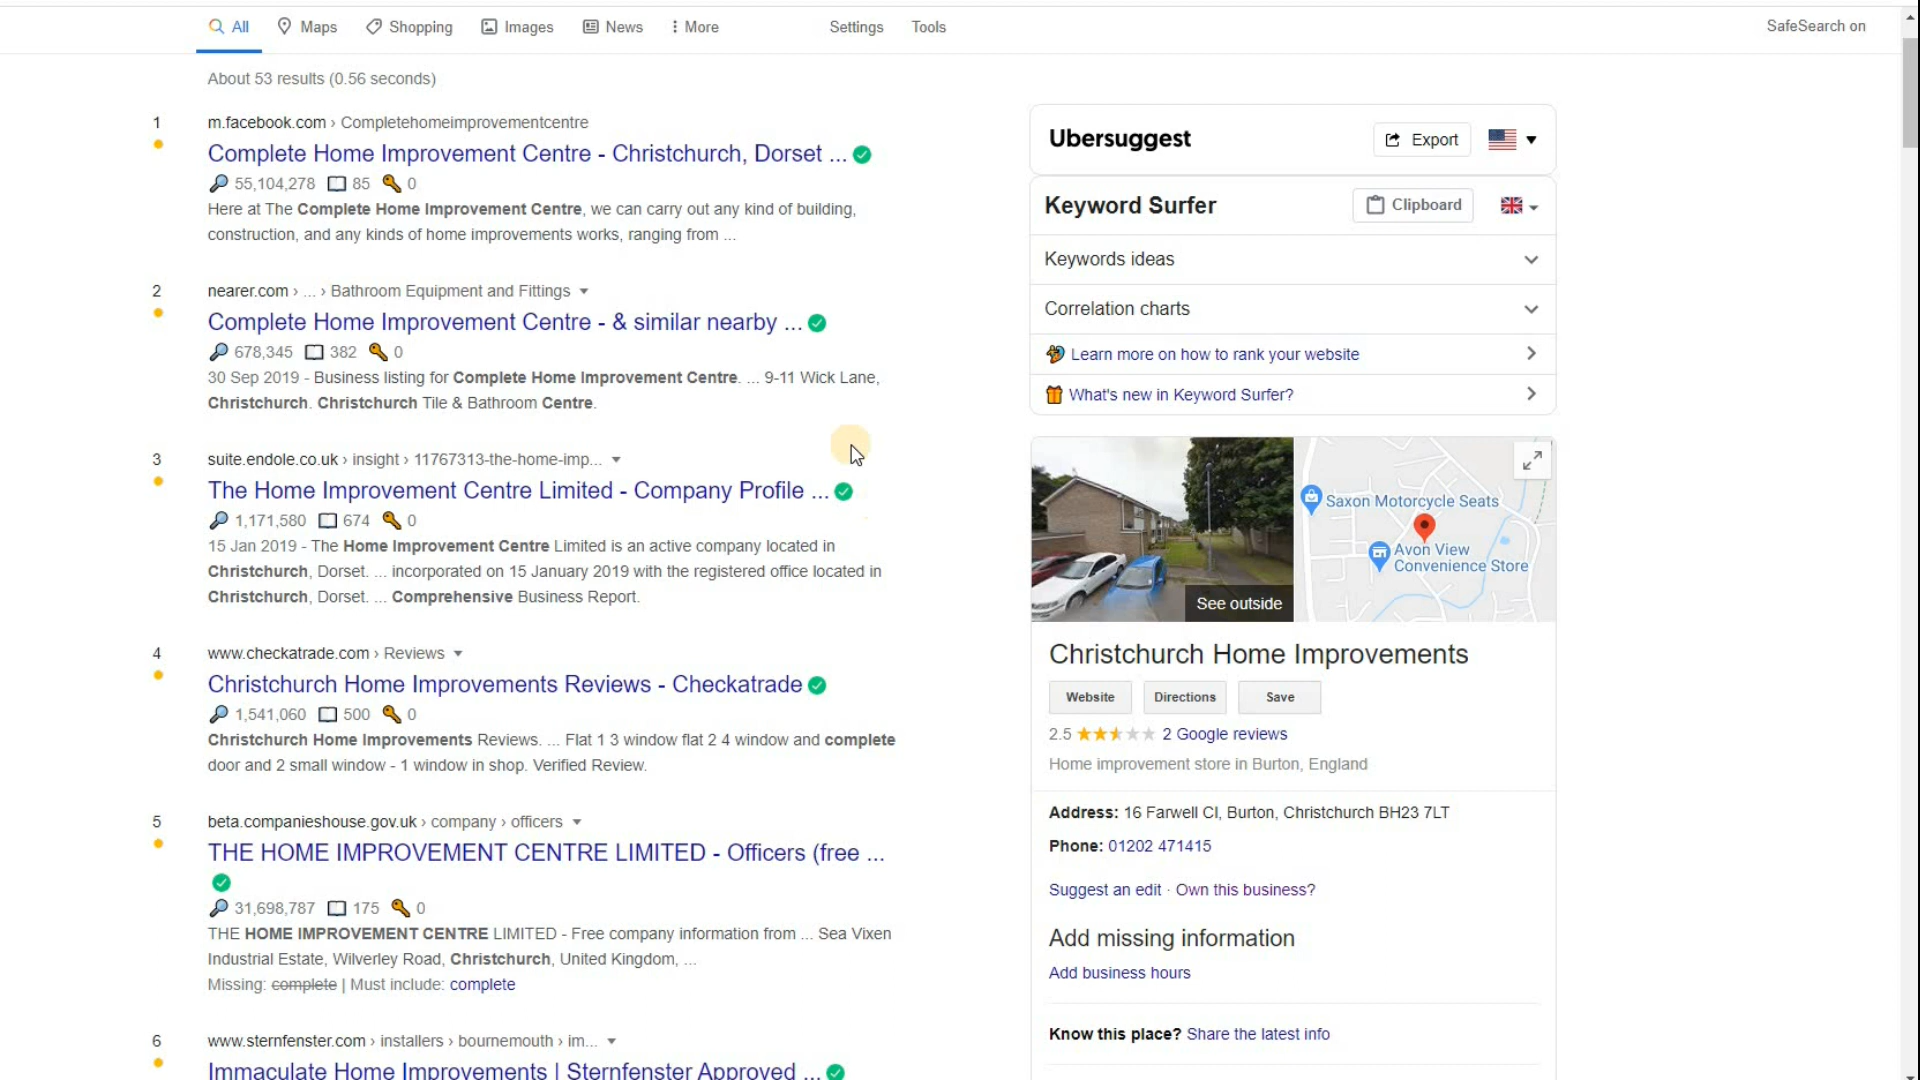 All Maps Shopping Images News More Settings Tools SafeSearch on
About 53 results (0.56 seconds)
1 m.facebook.com › Completehomeimprovementcentre
Complete Home Improvement Centre - Christchurch, Dorset ...
55,104,278 85 0
Here at The Complete Home Improvement Centre, we can carry out any kind of building,
construction, and any kinds of home improvements works, ranging from ...
2 nearer.com › ... › Bathroom Equipment and Fittings
Complete Home Improvement Centre - & similar nearby ...
678,345 382 0
30 Sep 2019 - Business listing for Complete Home Improvement Centre. ... 9-11 Wick Lane,
Christchurch. Christchurch Tile & Bathroom Centre.
3 suite.endole.co.uk › insight › 11767313-the-home-imp...
The Home Improvement Centre Limited - Company Profile ...
1,171,580 674 0
15 Jan 2019 - The Home Improvement Centre Limited is an active company located in
Christchurch, Dorset. ... incorporated on 15 January 2019 with the registered office located in
Christchurch, Dorset. ... Comprehensive Business Report.
4 www.checkatrade.com › Reviews
Christchurch Home Improvements Reviews - Checkatrade
1,541,060 500 0
Christchurch Home Improvements Reviews. ... Flat 1 3 window flat 2 4 window and complete
door and 2 small window - 1 window in shop. Verified Review.
5 beta.companieshouse.gov.uk › company › officers
THE HOME IMPROVEMENT CENTRE LIMITED - Officers (free ...
31,698,787 175 0
THE HOME IMPROVEMENT CENTRE LIMITED - Free company information from ... Sea Vixen
Industrial Estate, Wilverley Road, Christchurch, United Kingdom, ...
Missing: complete | Must include: complete
6 www.sternfenster.com › installers › bournemouth › im...
Immaculate Home Improvements | Sternfenster Approved ...
Ubersuggest Export
Keyword Surfer Clipboard
Keywords ideas
Correlation charts
Learn more on how to rank your website
What's new in Keyword Surfer?
See outside
Saxon Motorcycle Seats
Avon View
Convenience Store
Christchurch Home Improvements
Website Directions Save
2.5 2 Google reviews
Home improvement store in Burton, England
Address: 16 Farwell Cl, Burton, Christchurch BH23 7LT
Phone: 01202 471415
Suggest an edit · Own this business?
Add missing information
Add business hours
Know this place? Share the latest info